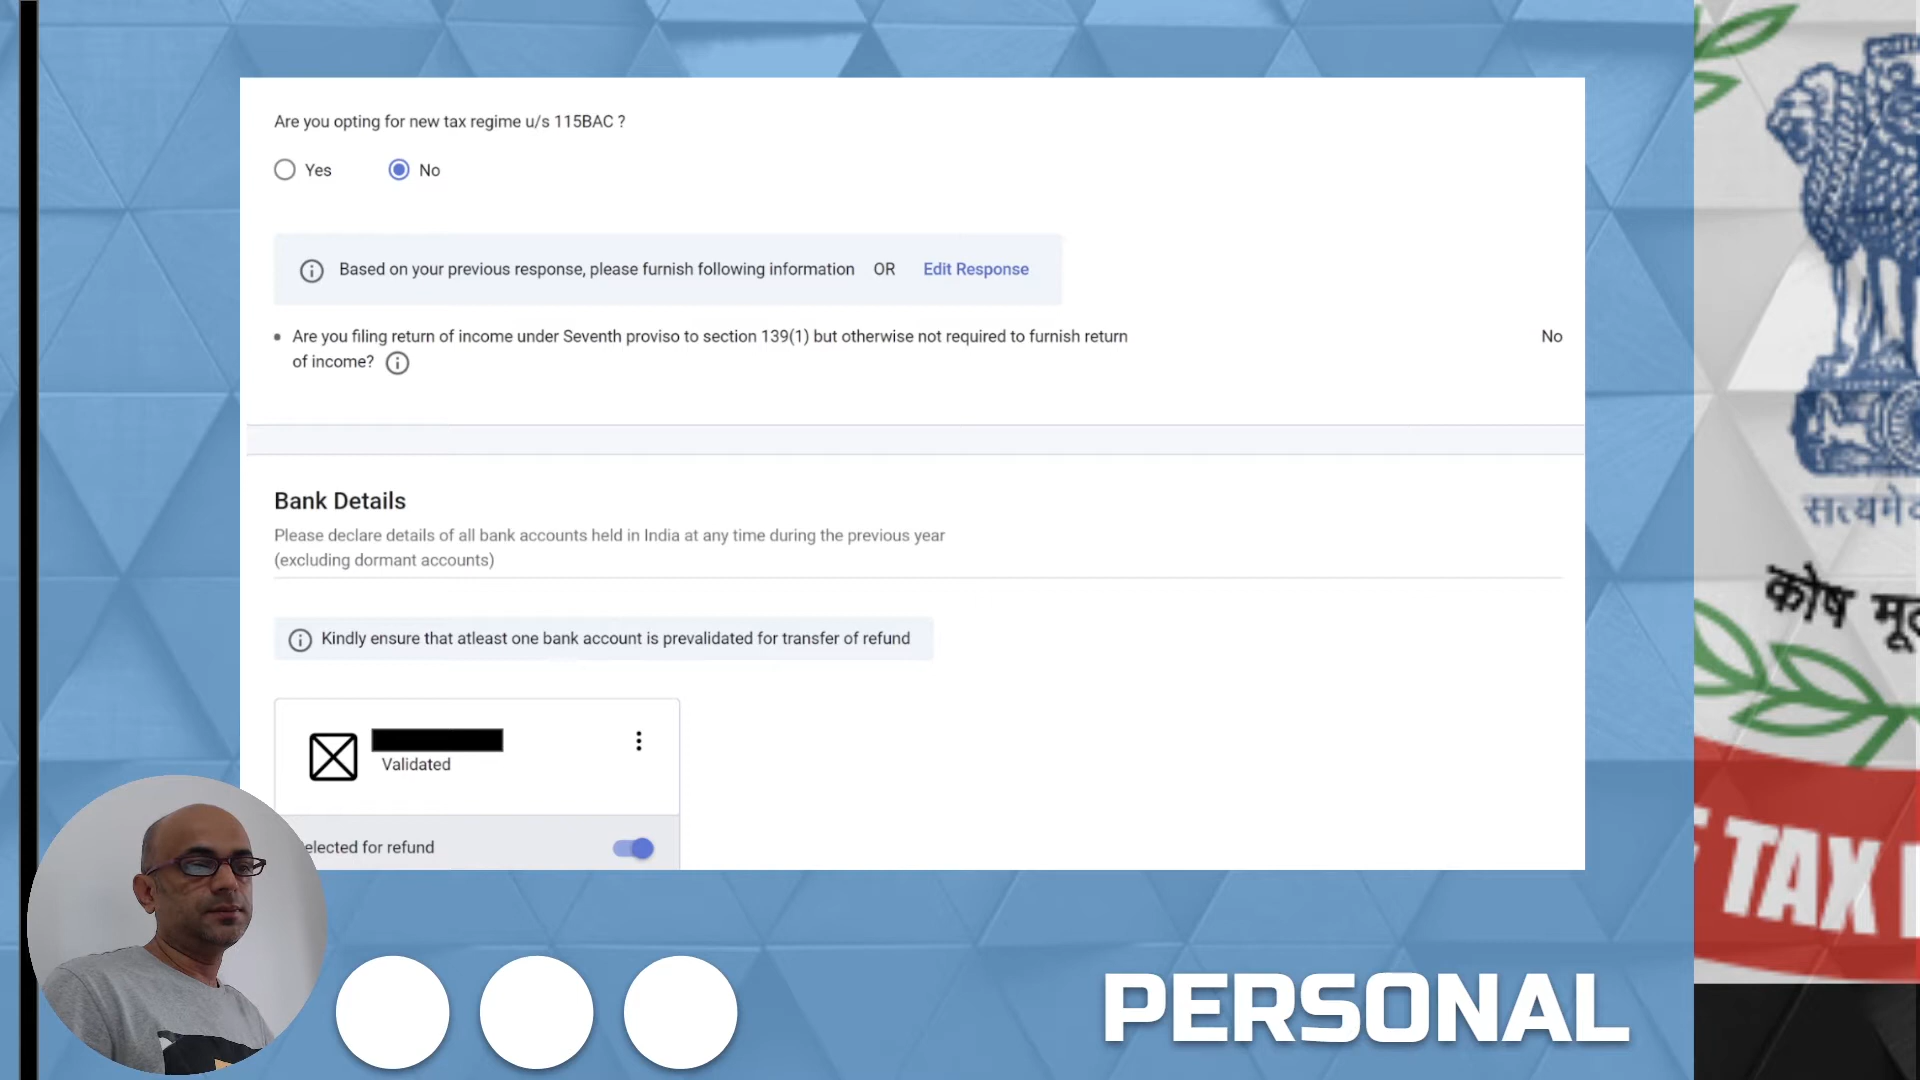 Are you opting for new tax regime u/s 115BAC ?
Yes
No
Based on your previous response, please furnish following information OR Edit Response
Are you filing return of income under Seventh proviso to section 139(1) but otherwise not required to furnish return
of income?
No
Bank Details
Please declare details of all bank accounts held in India at any time during the previous year
(excluding dormant accounts)
Kindly ensure that atleast one bank account is prevalidated for transfer of refund
Validated
elected for refund
PERSONAL
कोष
TAX